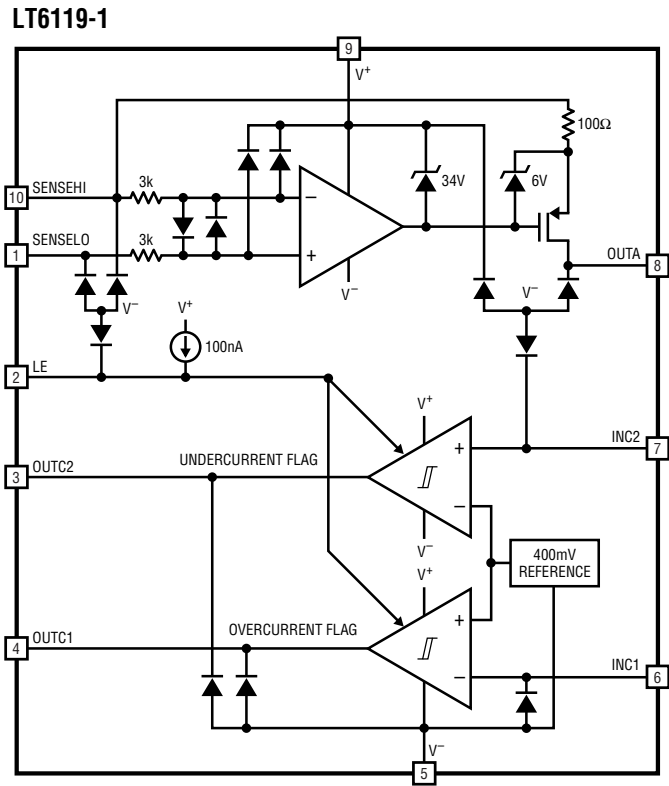 LT6119-1
9
V+
100Ω
3k
34V
6V
10 SENSEHI
3k
1 SENSELO
−
+
V−
OUTA 8
V−
V−
V+
100nA
2 LE
V+
INC2 7
+
UNDERCURRENT FLAG
3 OUTC2
−
V−
400mV
REFERENCE
V+
+
OVERCURRENT FLAG
4 OUTC1
−
INC1 6
V−
5